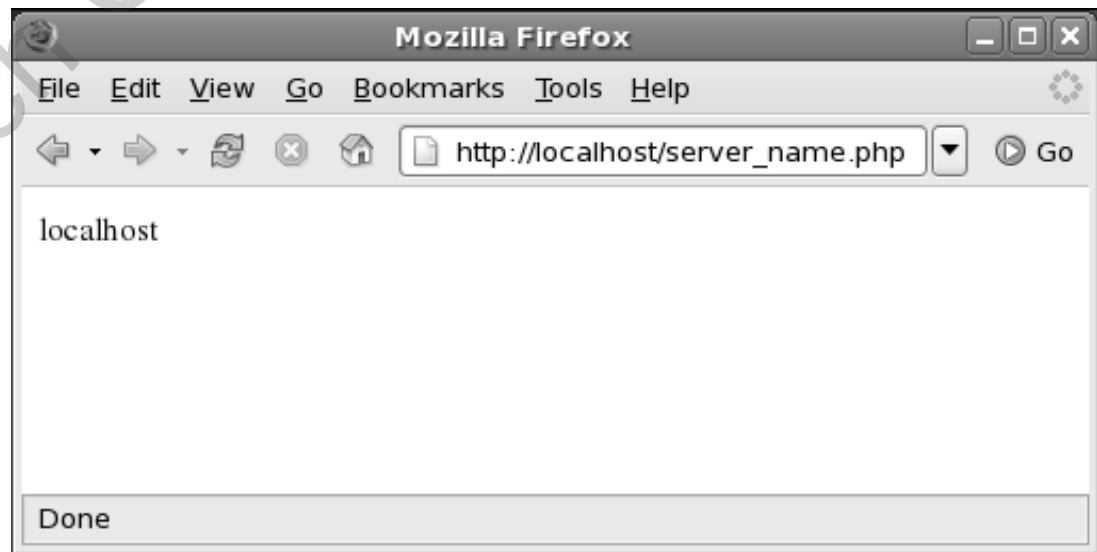 Mozilla Firefox
File Edit View Go Bookmarks Tools Help
http://localhost/server_name.php Go
localhost
Done